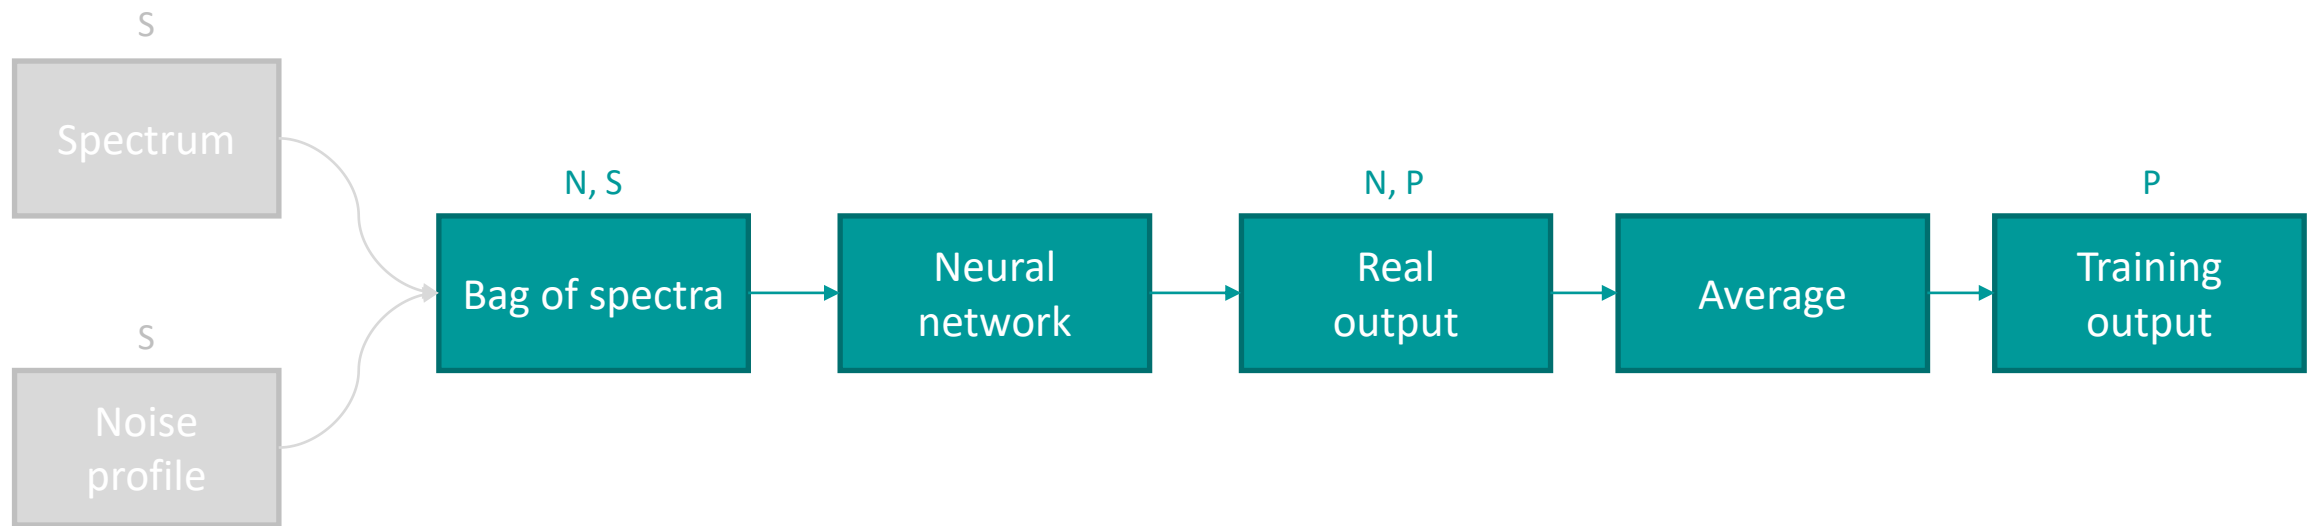 S
Spectrum
S
Noise
profile
N, S
Bag of spectra
Neural
network
N, P
Real
output
Average
P
Training
output